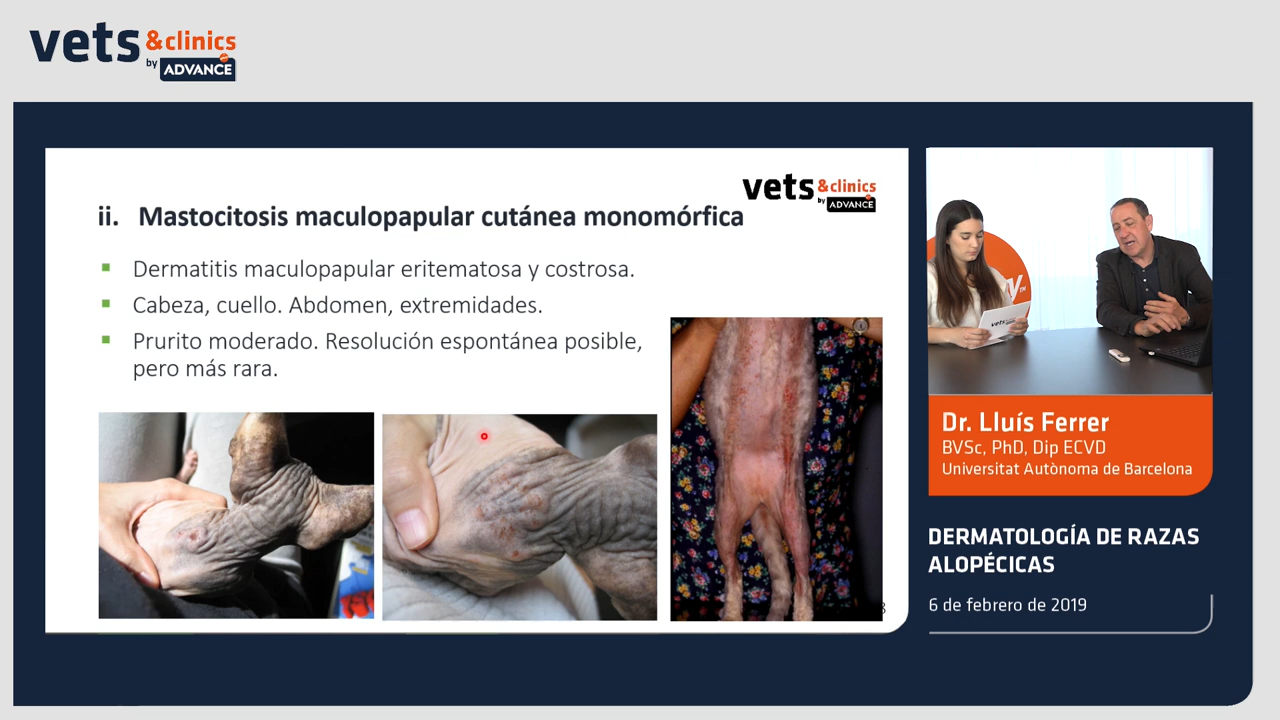 vets &clinics
by ADVANCE
vets &clinics
by ADVANCE
ii. Mastocitosis maculopapular cutánea monomórfica
Dermatitis maculopapular eritematosa y costrosa.
Cabeza, cuello. Abdomen, extremidades.
Prurito moderado. Resolución espontánea posible,
pero más rara.
vets
Dr. Lluís Ferrer
BVSc, PhD, Dip ECVD
Universitat Autònoma de Barcelona
DERMATOLOGÍA DE RAZAS
ALOPÉCICAS
6 de febrero de 2019